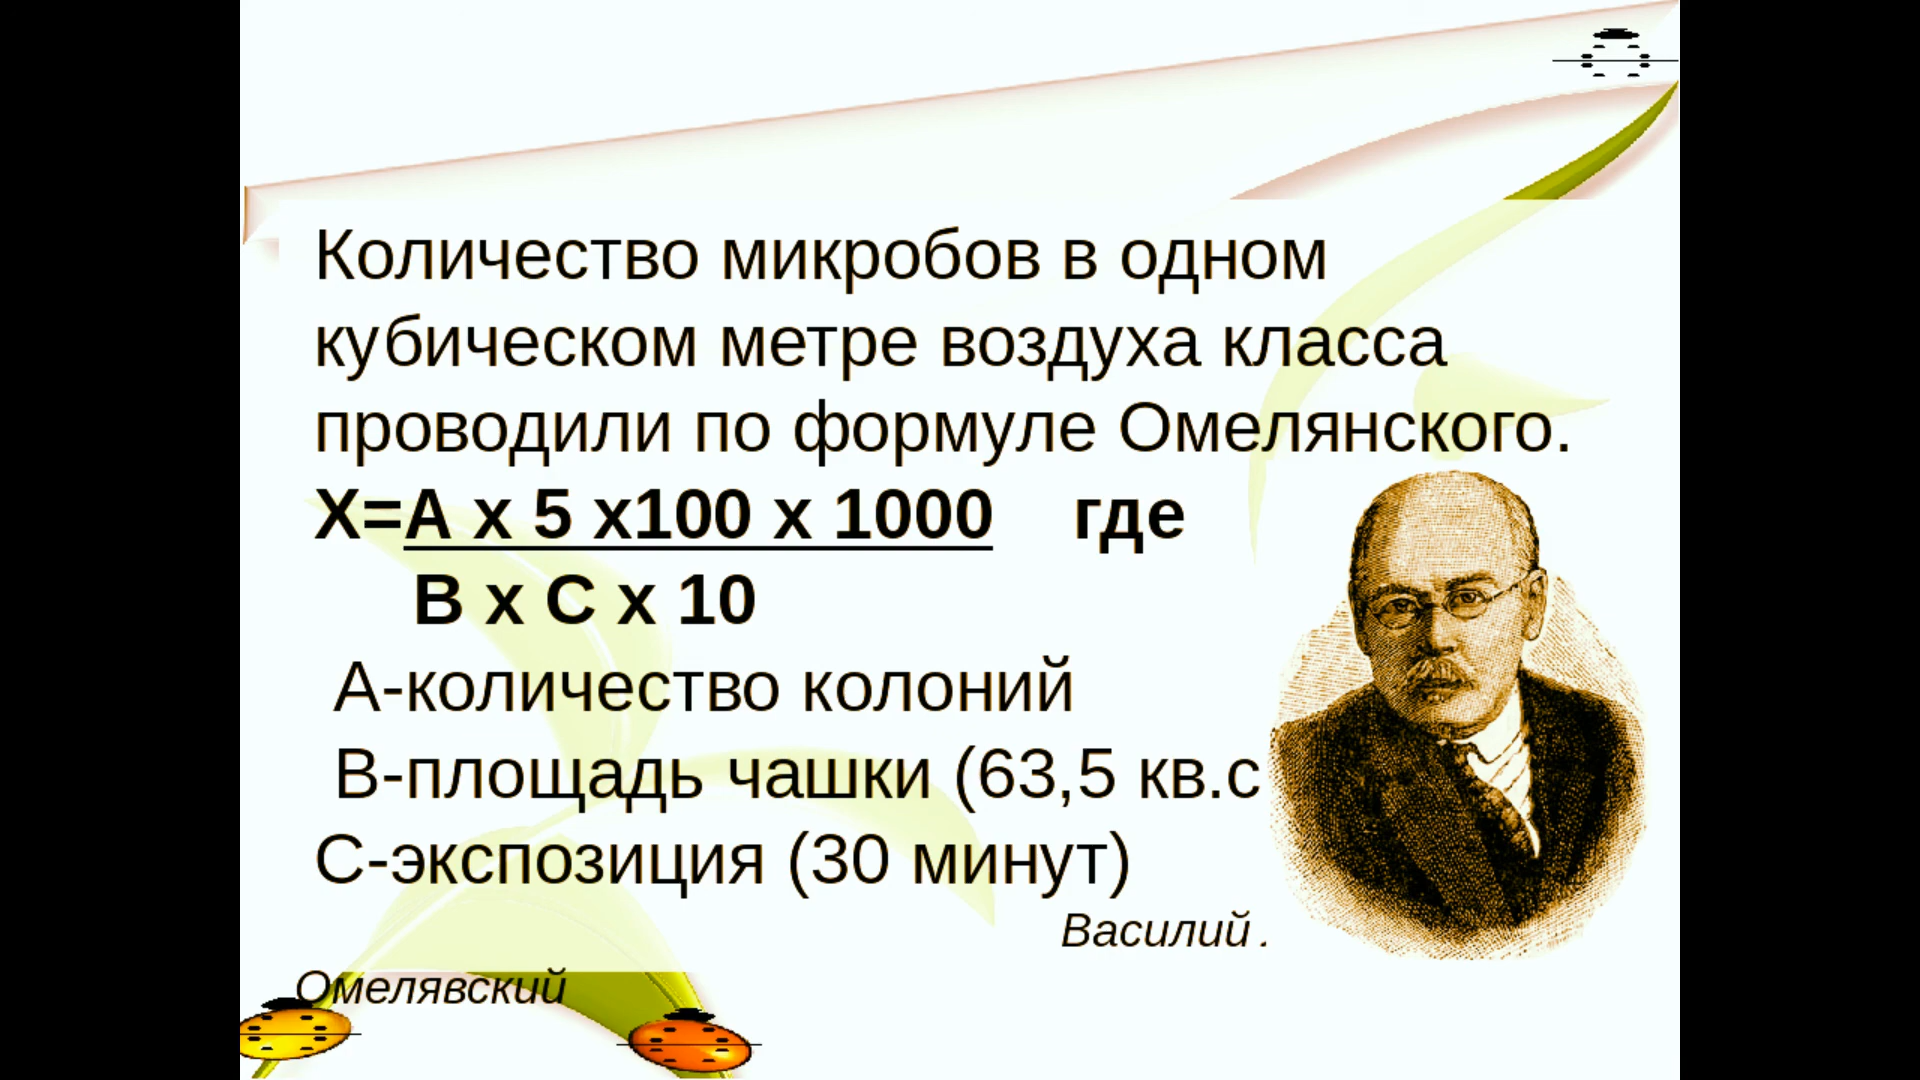 Количество микробов в одном
кубическом метре воздуха класса
проводили по формуле Омелянского.
Х=А х 5 х100 х 1000 где
В х С х 10
А-количество колоний
В-площадь чашки (63,5 кв.с
С-экспозиция (30 минут)
Василий .
Омелявский